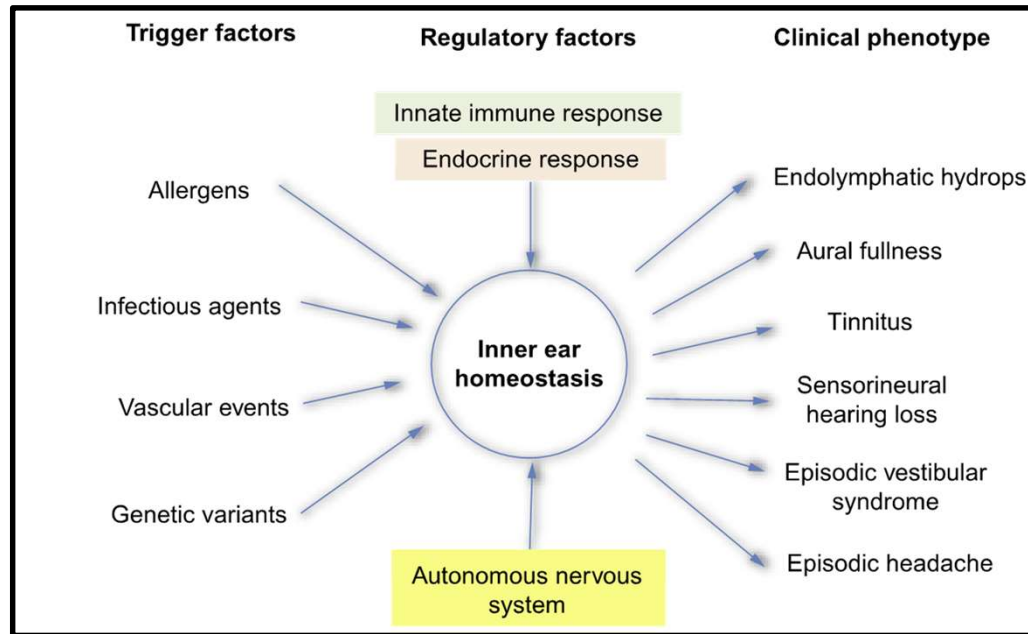 Trigger factors
Regulatory factors
Clinical phenotype
Innate immune response
Endocrine response
Allergens
Infectious agents
Vascular events
Genetic variants
Inner ear
homeostasis
Autonomous nervous
system
Endolymphatic hydrops
Aural fullness
Tinnitus
Sensorineural
hearing loss
Episodic vestibular
syndrome
Episodic headache